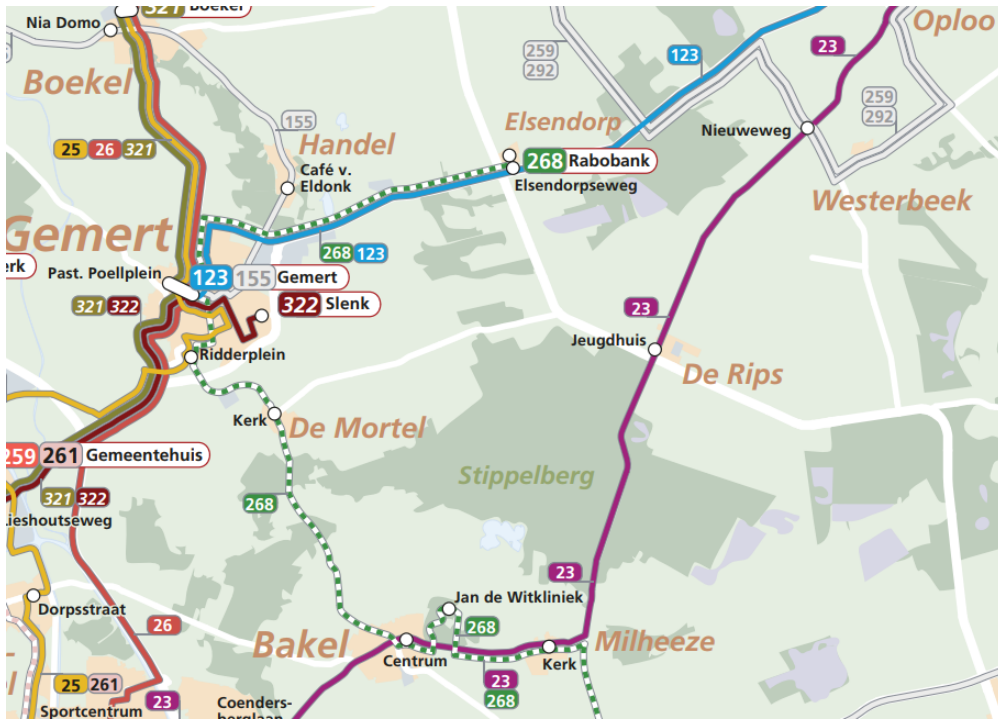 321 Boekel
Nia Domo
Boekel
25 26 321
155
Handel
Café v.
Eldonk
259
292
123
23
Oploo
Elsendorp
268 Rabobank
Elsendorpseweg
Nieuweweg
259
292
Westerbeek
Gemert
erk
Past. Poellplein
123 155 Gemert
268 123
321 322
322 Slenk
Ridderplein
23
Jeugdhuis
De Rips
Kerk
De Mortel
Stippelberg
259 261 Gemeentehuis
321 322
Lieshoutseweg
268
23
Dorpsstraat
26
Jan de Witkliniek
268
Bakel
Centrum
Kerk
Milheeze
23
268
25 261
Sportcentrum
23
Coenders-
berglaan
el